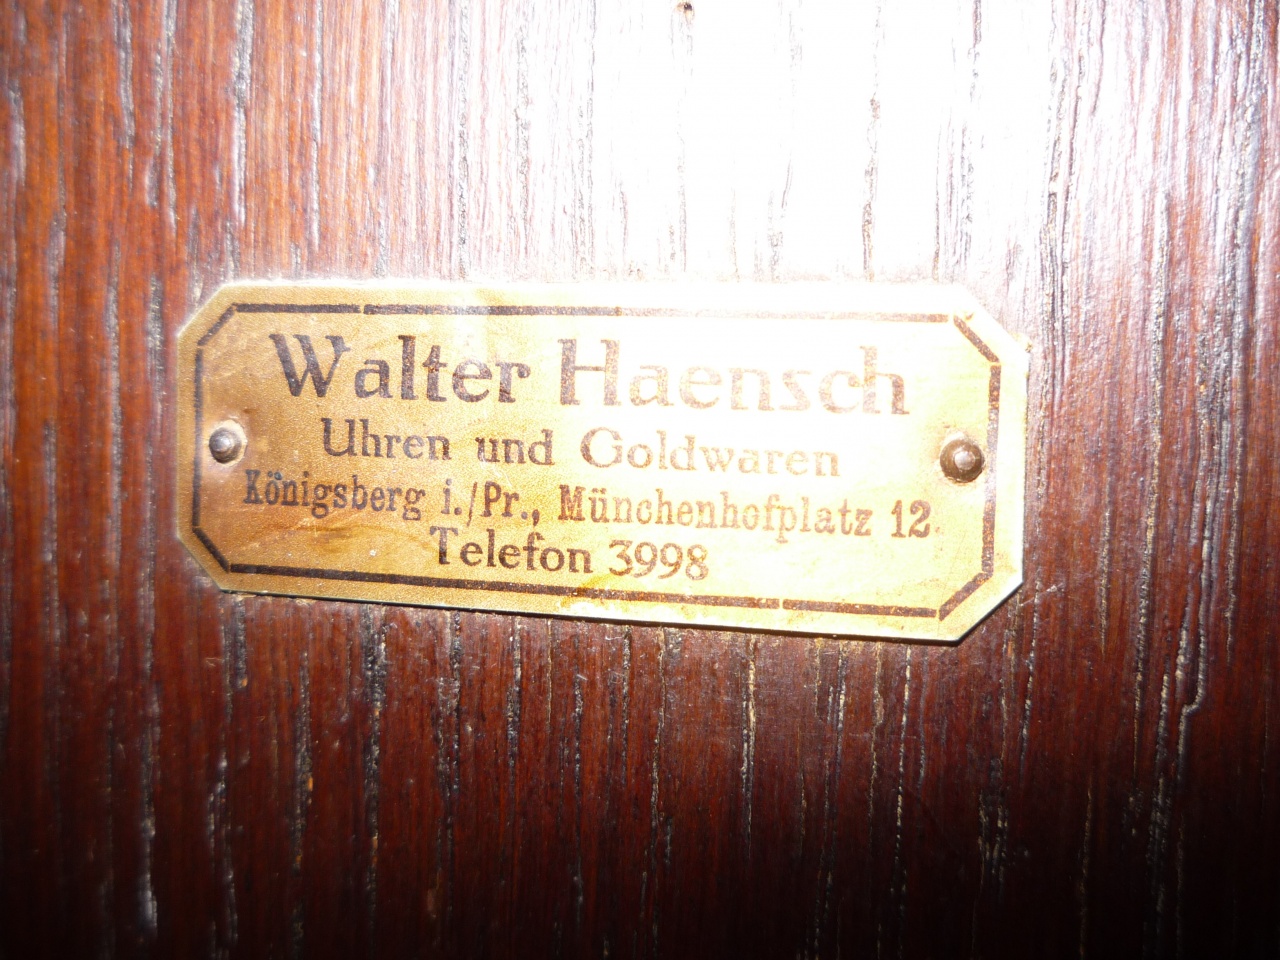 Walter Haensch
Uhren und Goldwaren
Königsberg i./Pr., Münchenhofplatz 12.
Telefon 3998